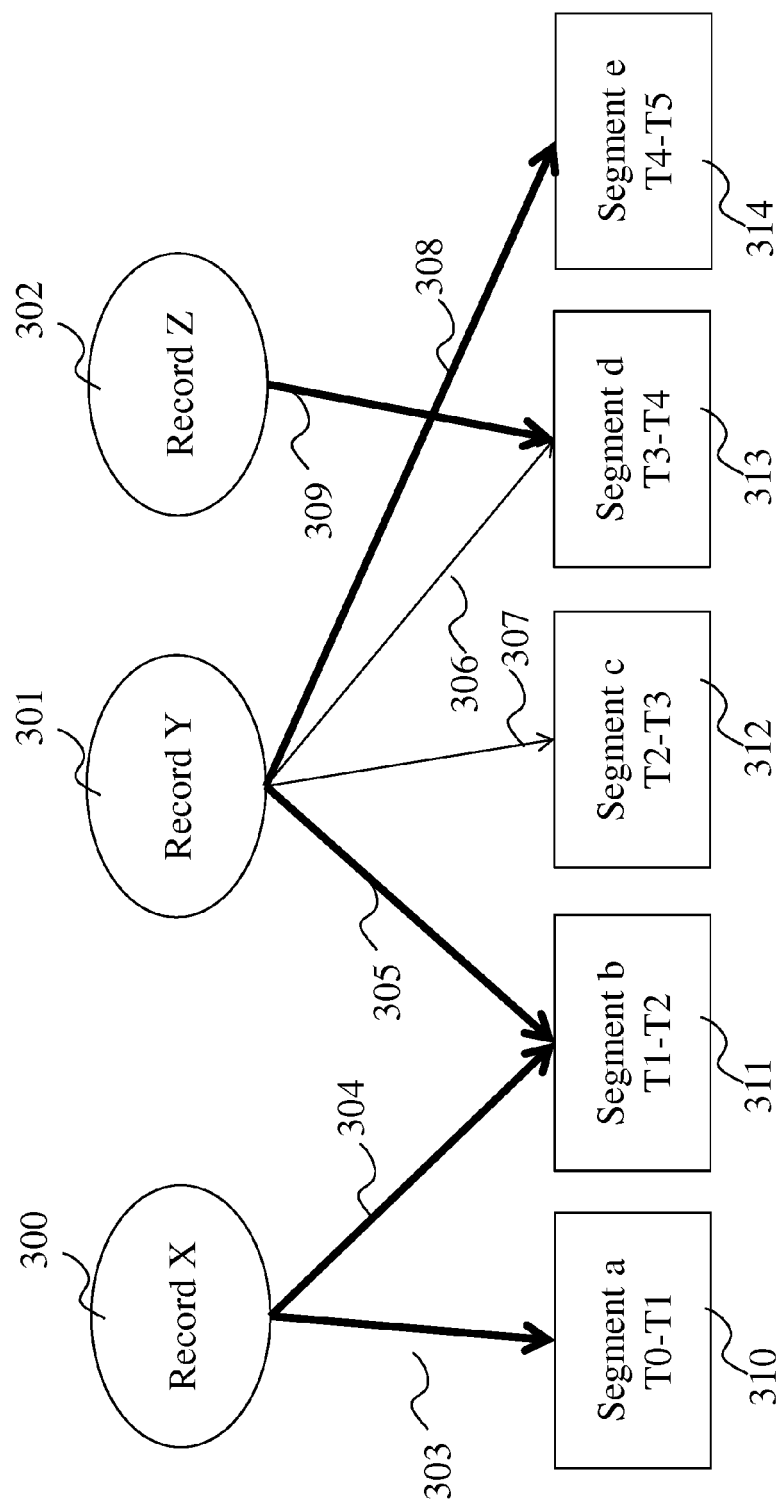 300
Record X
301
Record Y
302
Record Z
303
304
305
306
307
309
308
Segment a
T0-T1
Segment b
T1-T2
Segment c
T2-T3
Segment d
T3-T4
Segment e
T4-T5
310
311
312
313
314